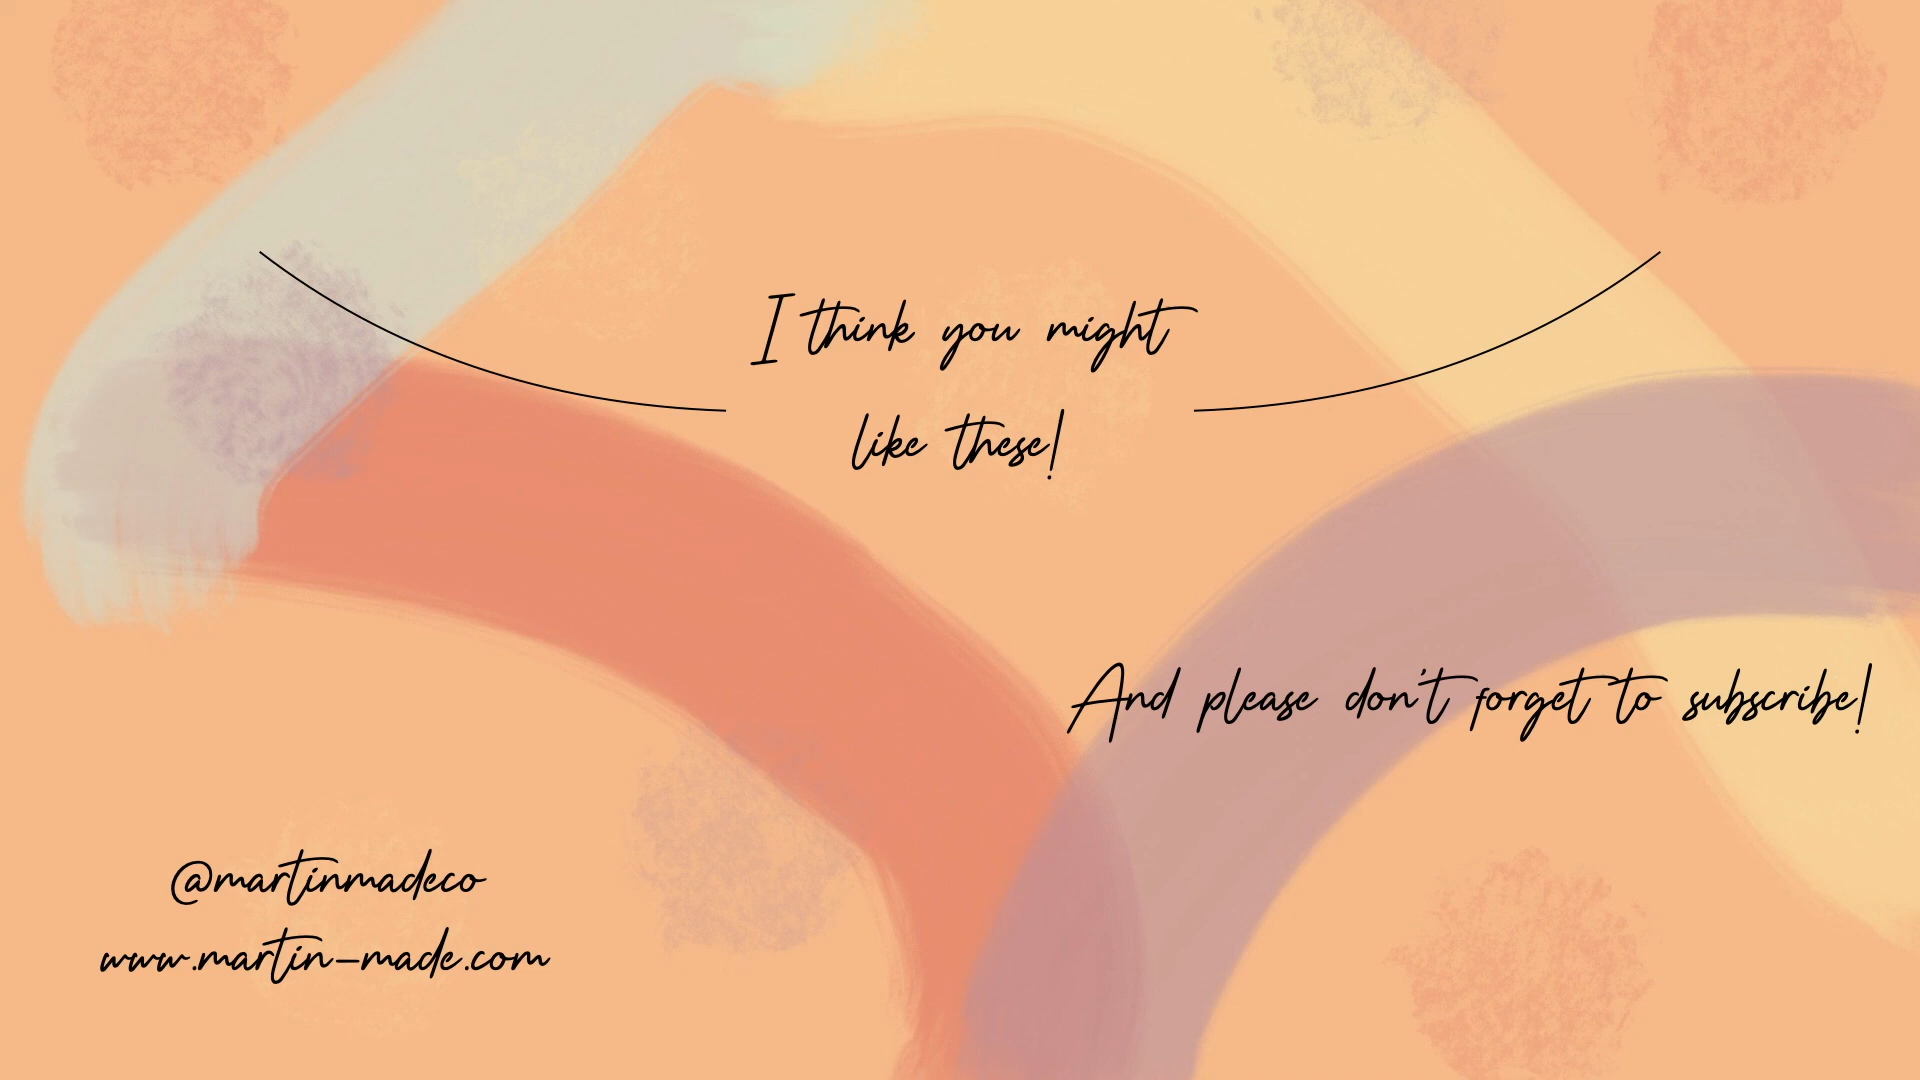 I think you might
like these!
And please don't forget to subscribe!
@martinmadeco
www.martin-made.com